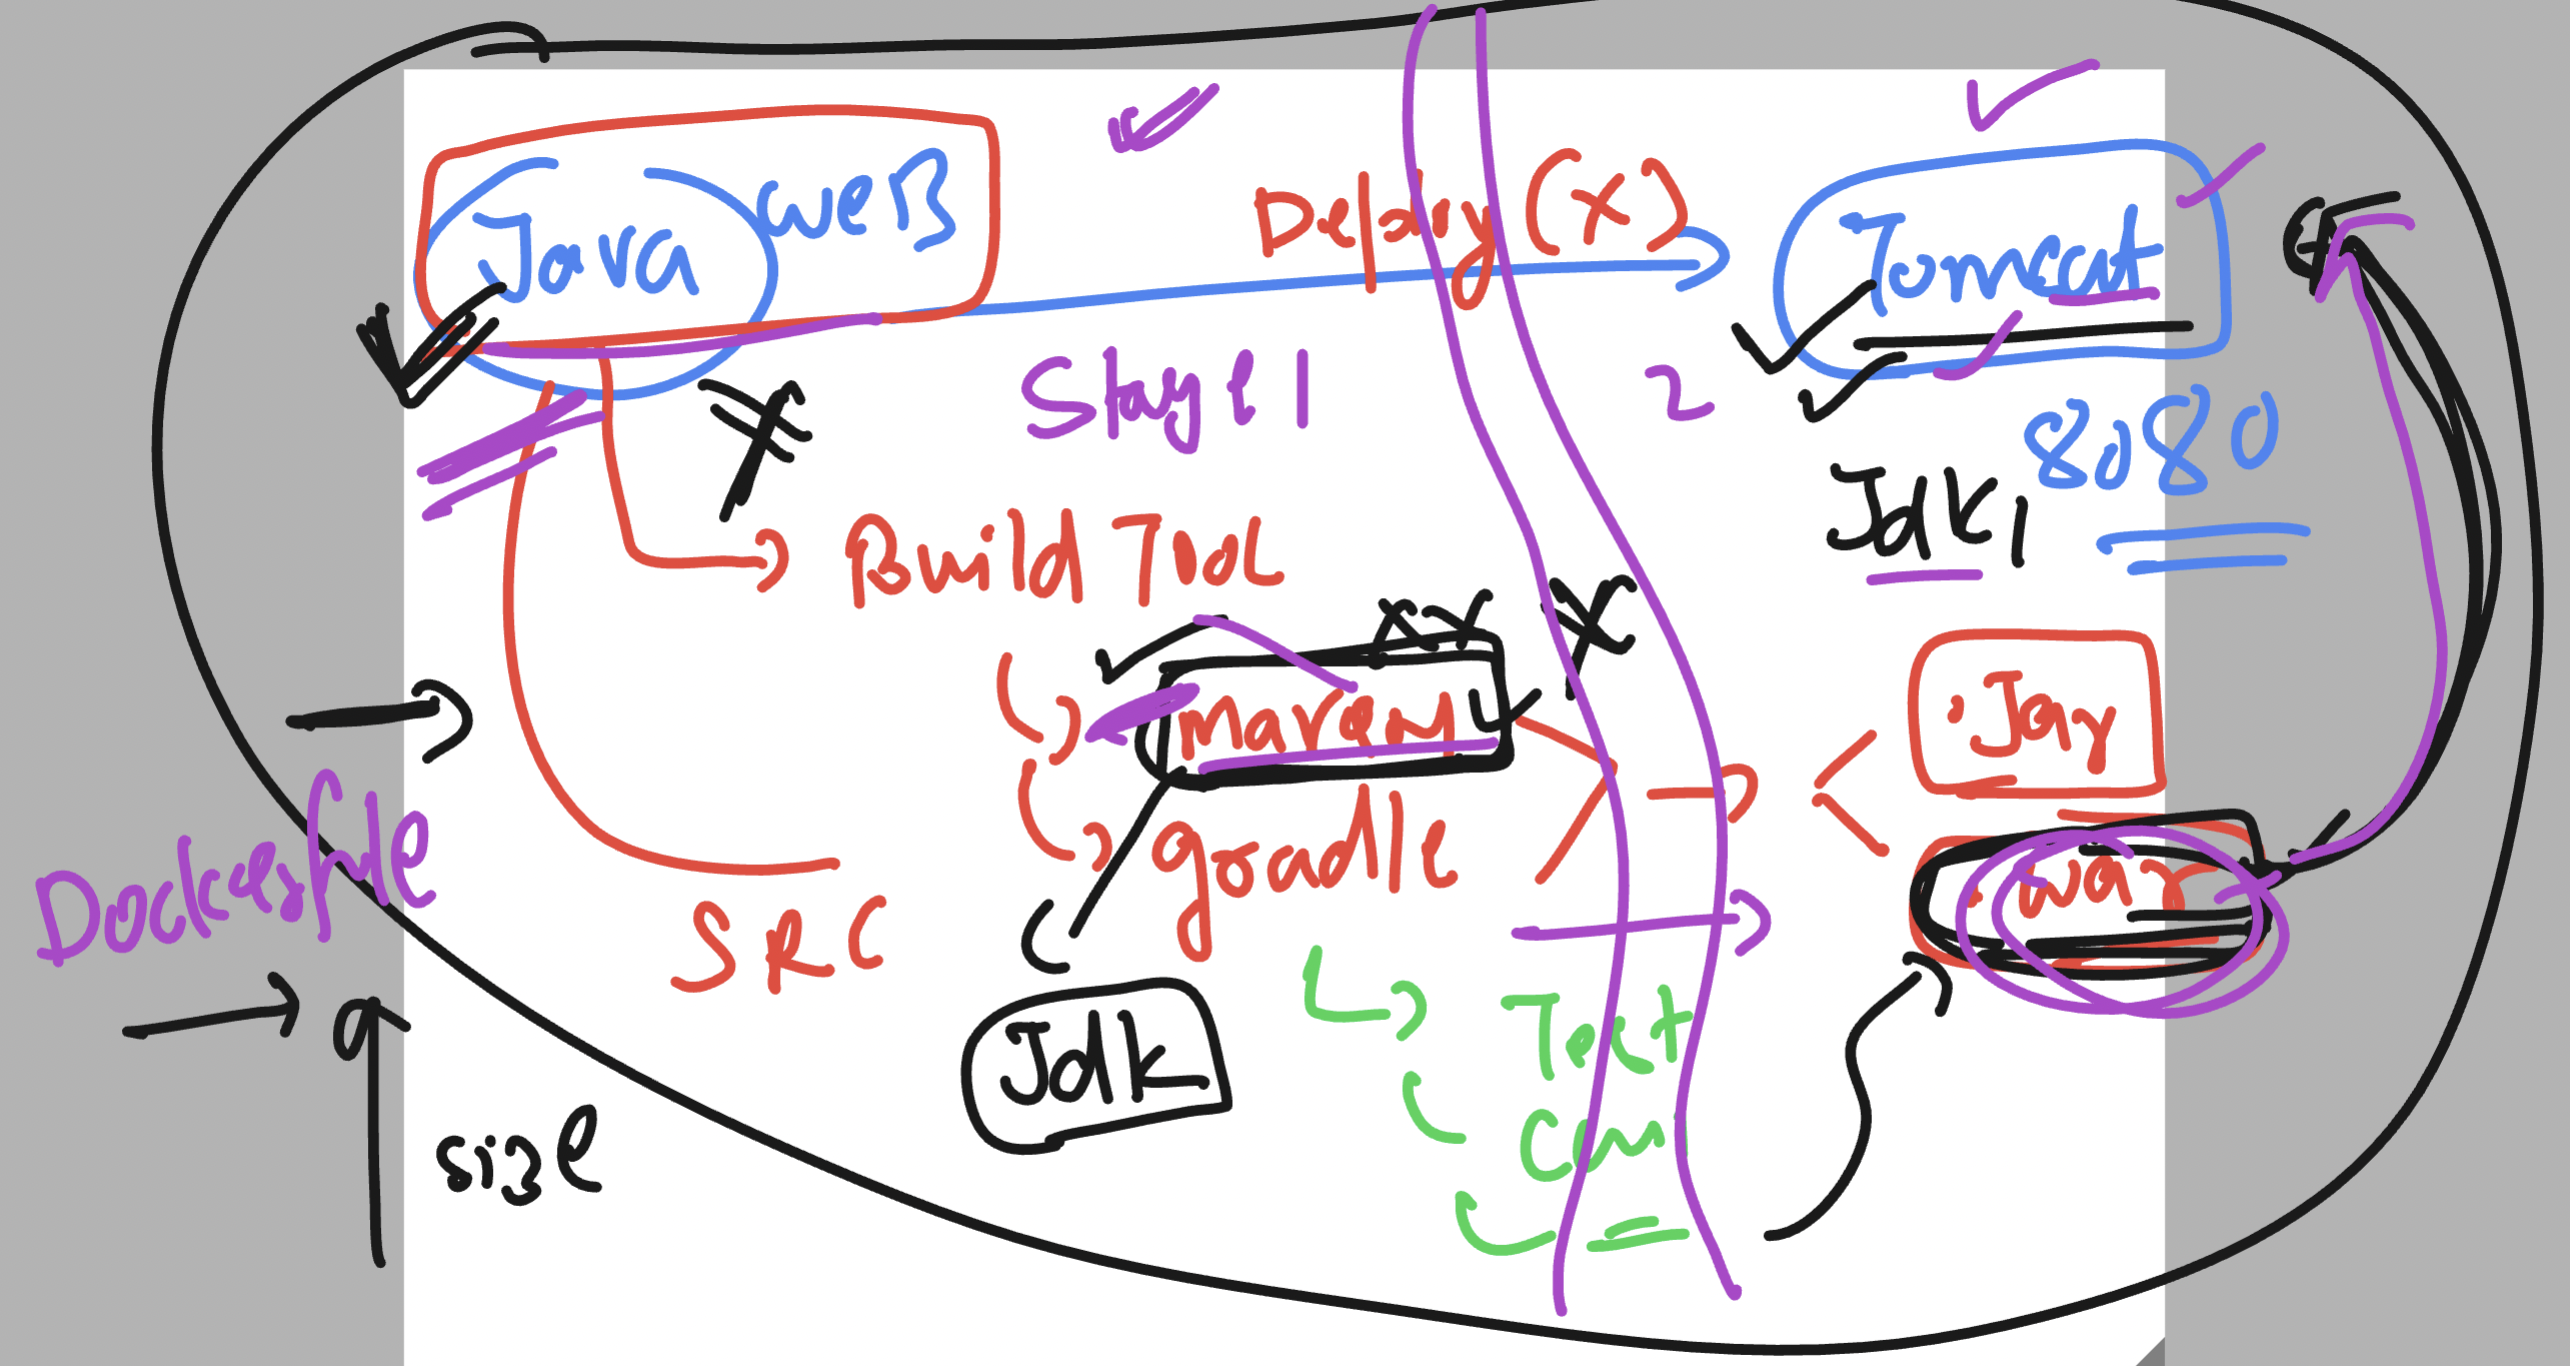 Java weB
Deploy (x)
Tomcat
Stage 1
2
8080
Jdk,
Build Tool
maven
.Jar
gradle
.war
Dockerfile
SRC
Jdk
Test
size